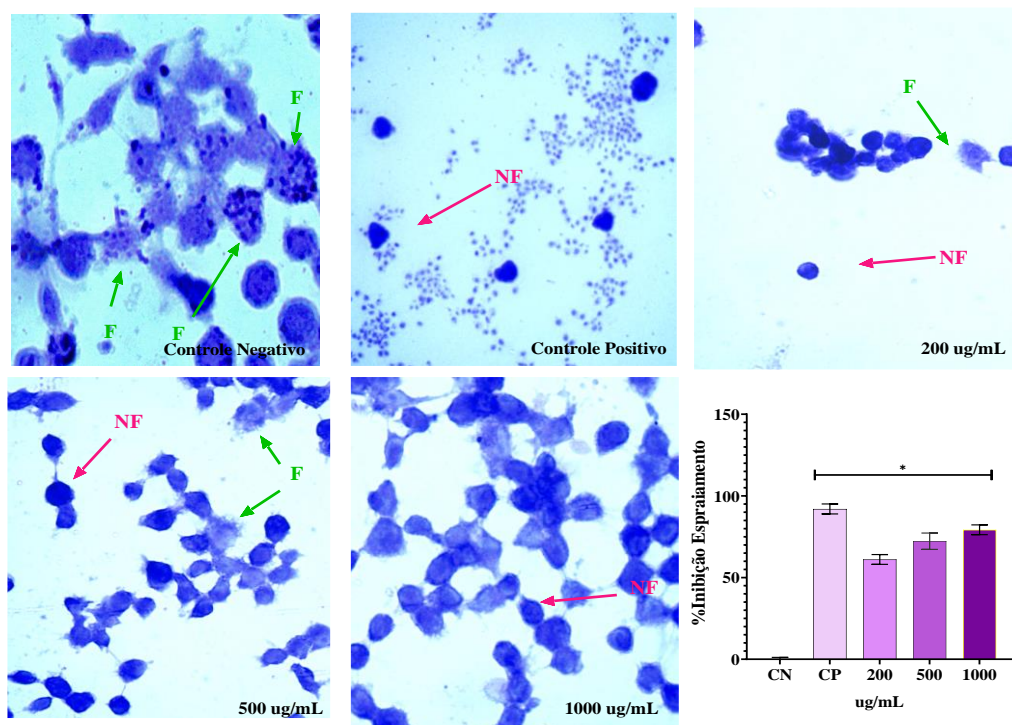 F
F
F
Controle Negativo
NF
Controle Positivo
F
NF
200 ug/mL
NF
F
500 ug/mL
NF
1000 ug/mL
%Inibição Espraiamento
150
100
50
0
*
CN CP 200 500 1000
ug/mL